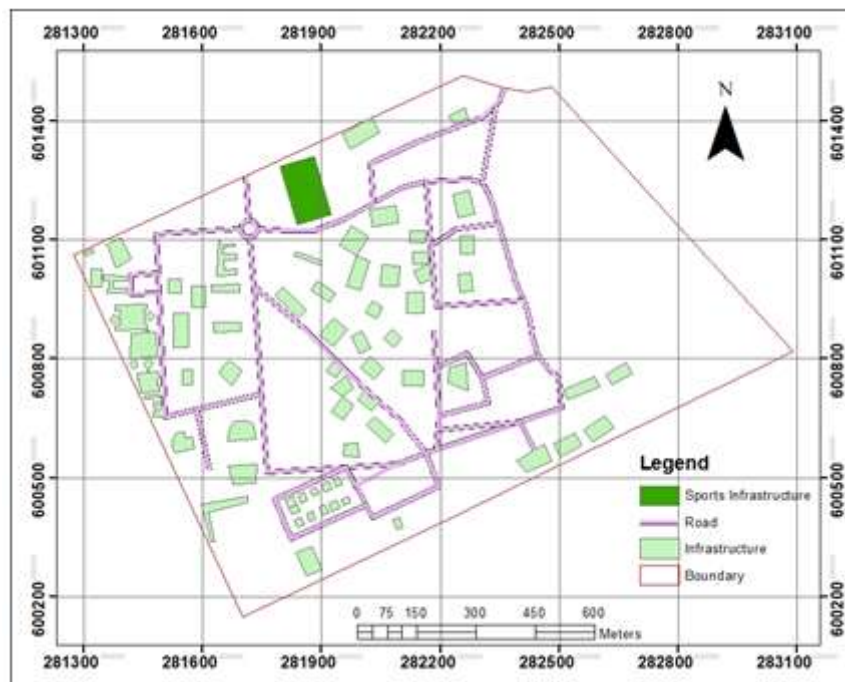 281300 281600 281900 282200 282500 282800 283100
601400 601400
N
601100 601100
600800 600800
Legend
600500 600500
Sports Infrastructure
Road
Infrastructure
Boundary
600200 600200
0 75 150 300 450 600
Meters
281300 281600 281900 282200 282500 282800 283100